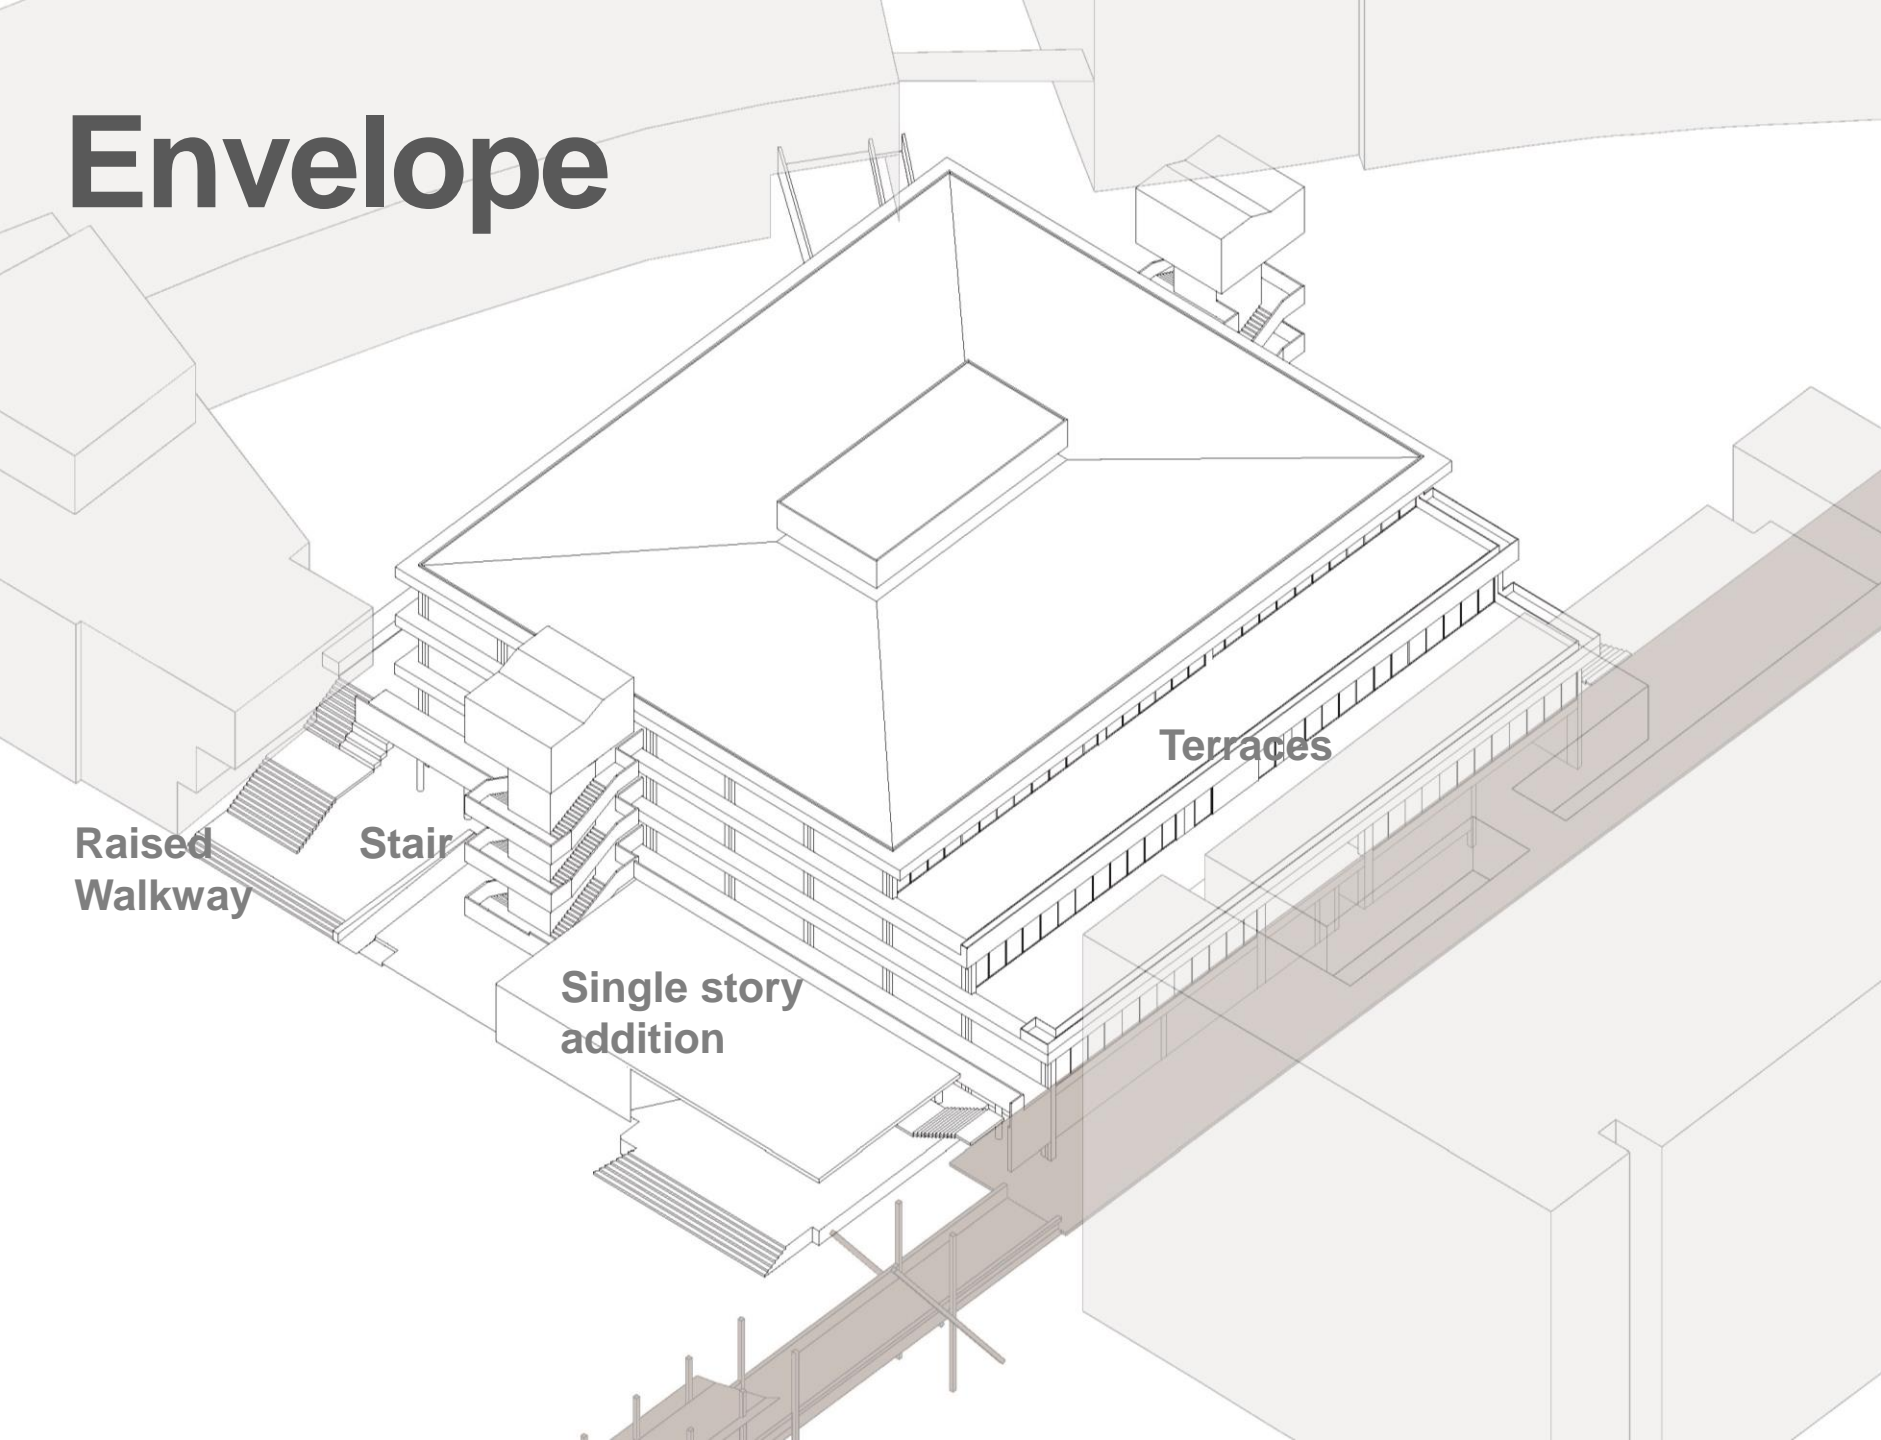 Envelope
Terraces
Raised
Walkway
Stair
Single story
addition